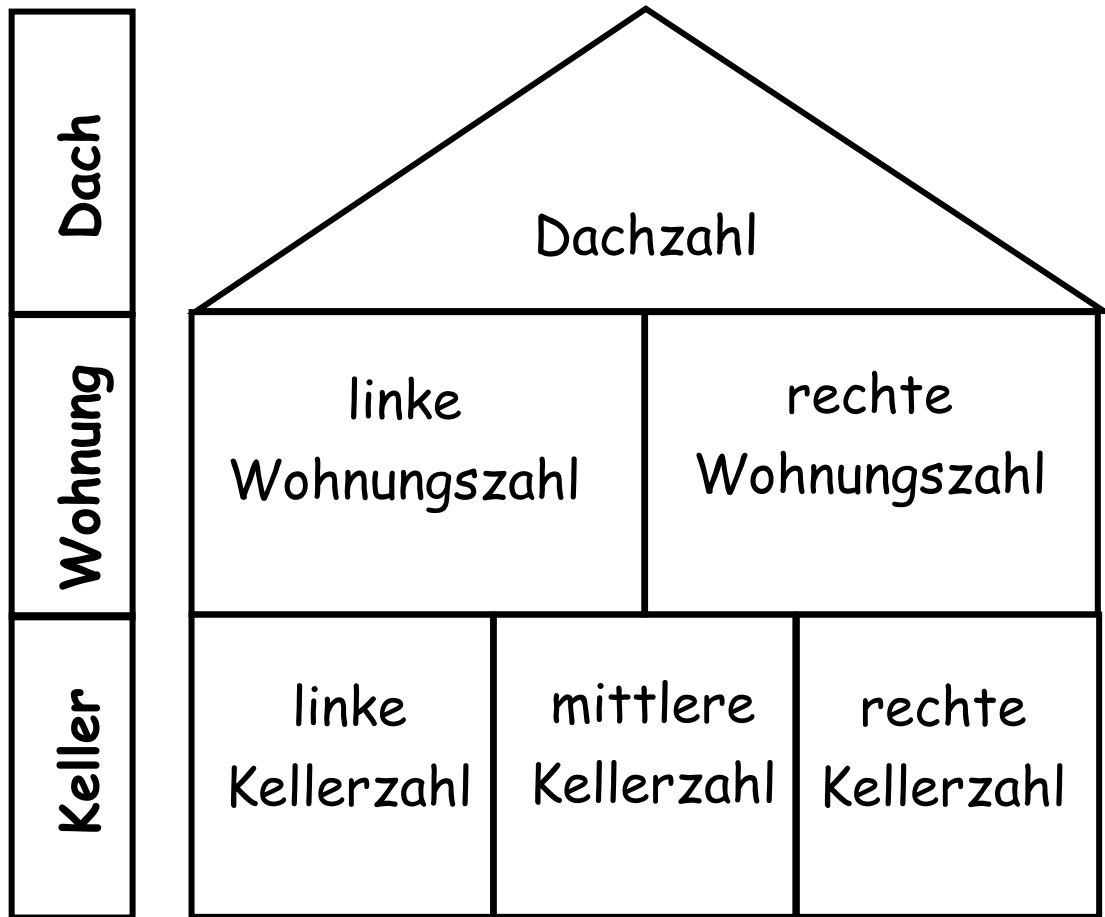 Dach
Dachzahl
Wohnung
linke
Wohnungszahl
rechte
Wohnungszahl
Keller
linke
Kellerzahl
mittlere
Kellerzahl
rechte
Kellerzahl